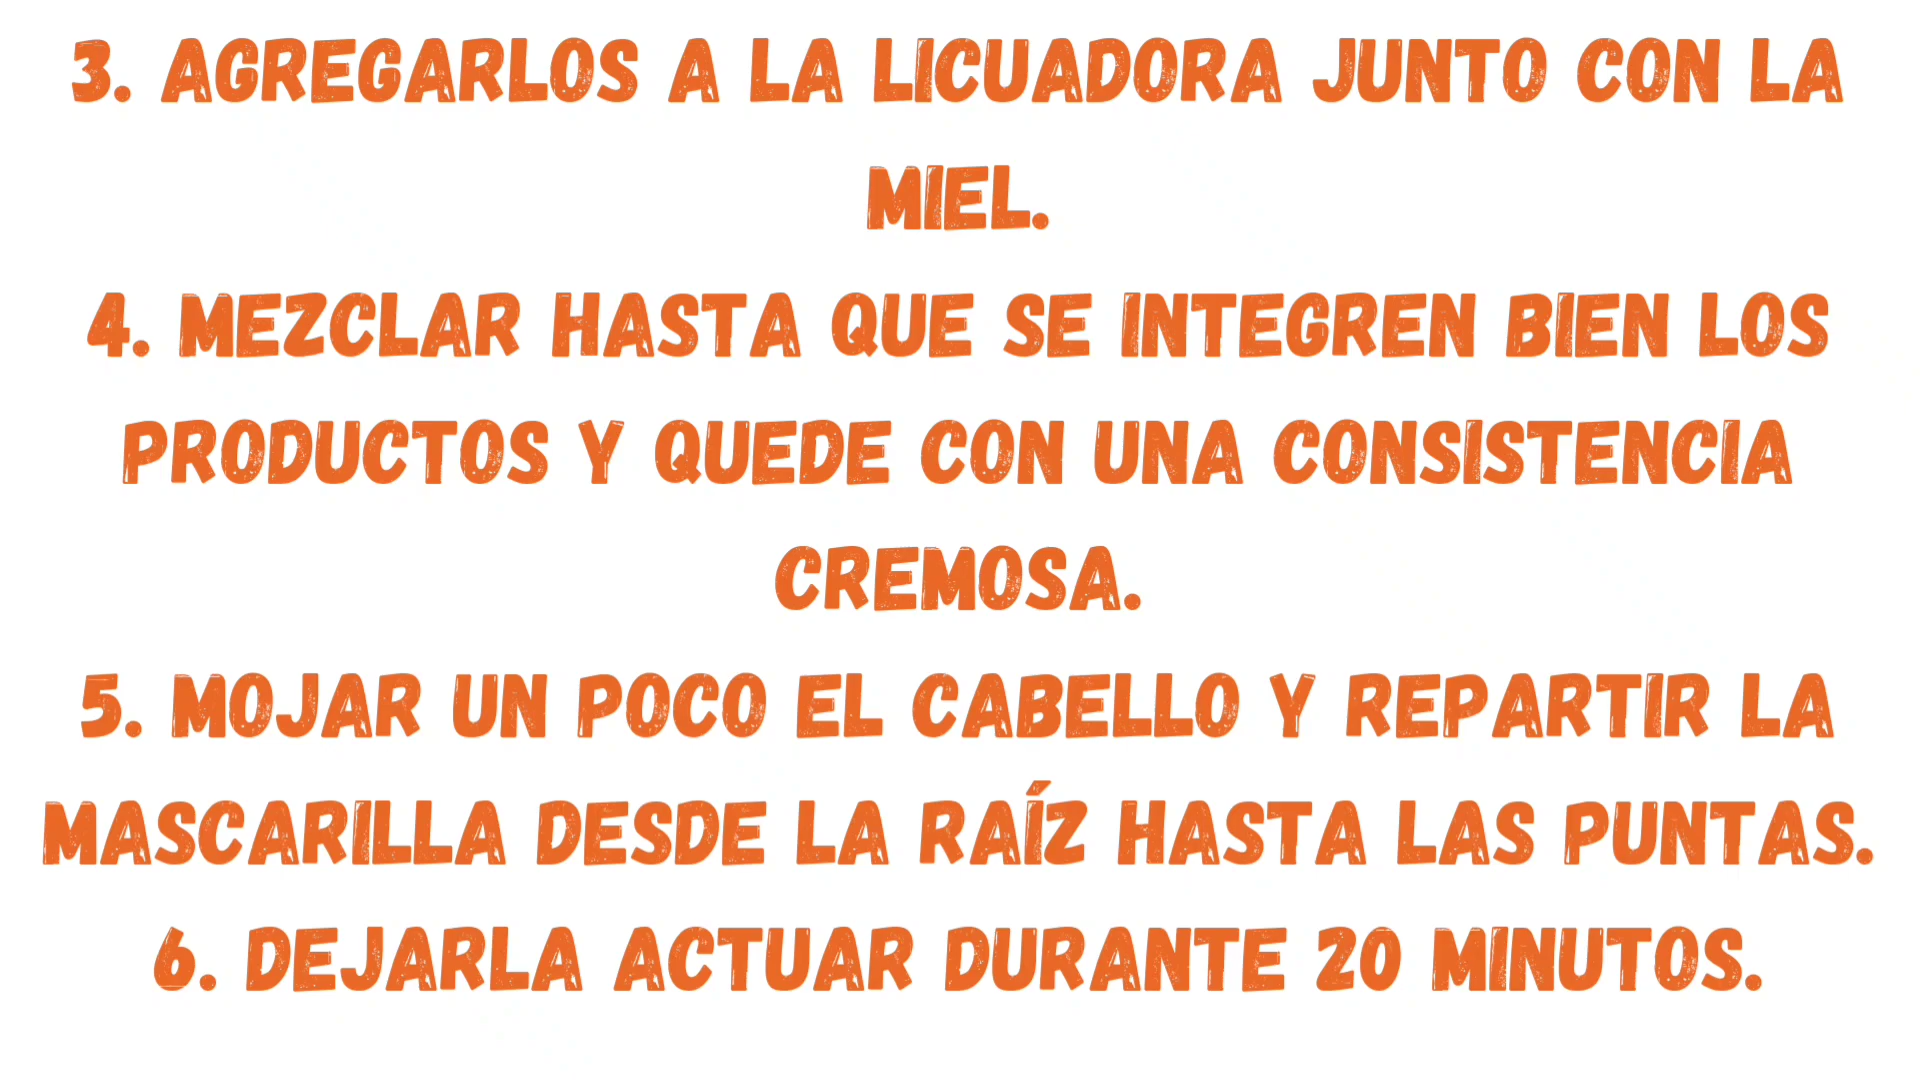 3. AGREGARLOS A LA LICUADORA JUNTO CON LA
MIEL.
4. MEZCLAR HASTA QUE SE INTEGREN BIEN LOS
PRODUCTOS Y QUEDE CON UNA CONSISTENCIA
CREMOSA.
5. MOJAR UN POCO EL CABELLO Y REPARTIR LA
MASCARILLA DESDE LA RAÍZ HASTA LAS PUNTAS.
6. DEJARLA ACTUAR DURANTE 20 MINUTOS.